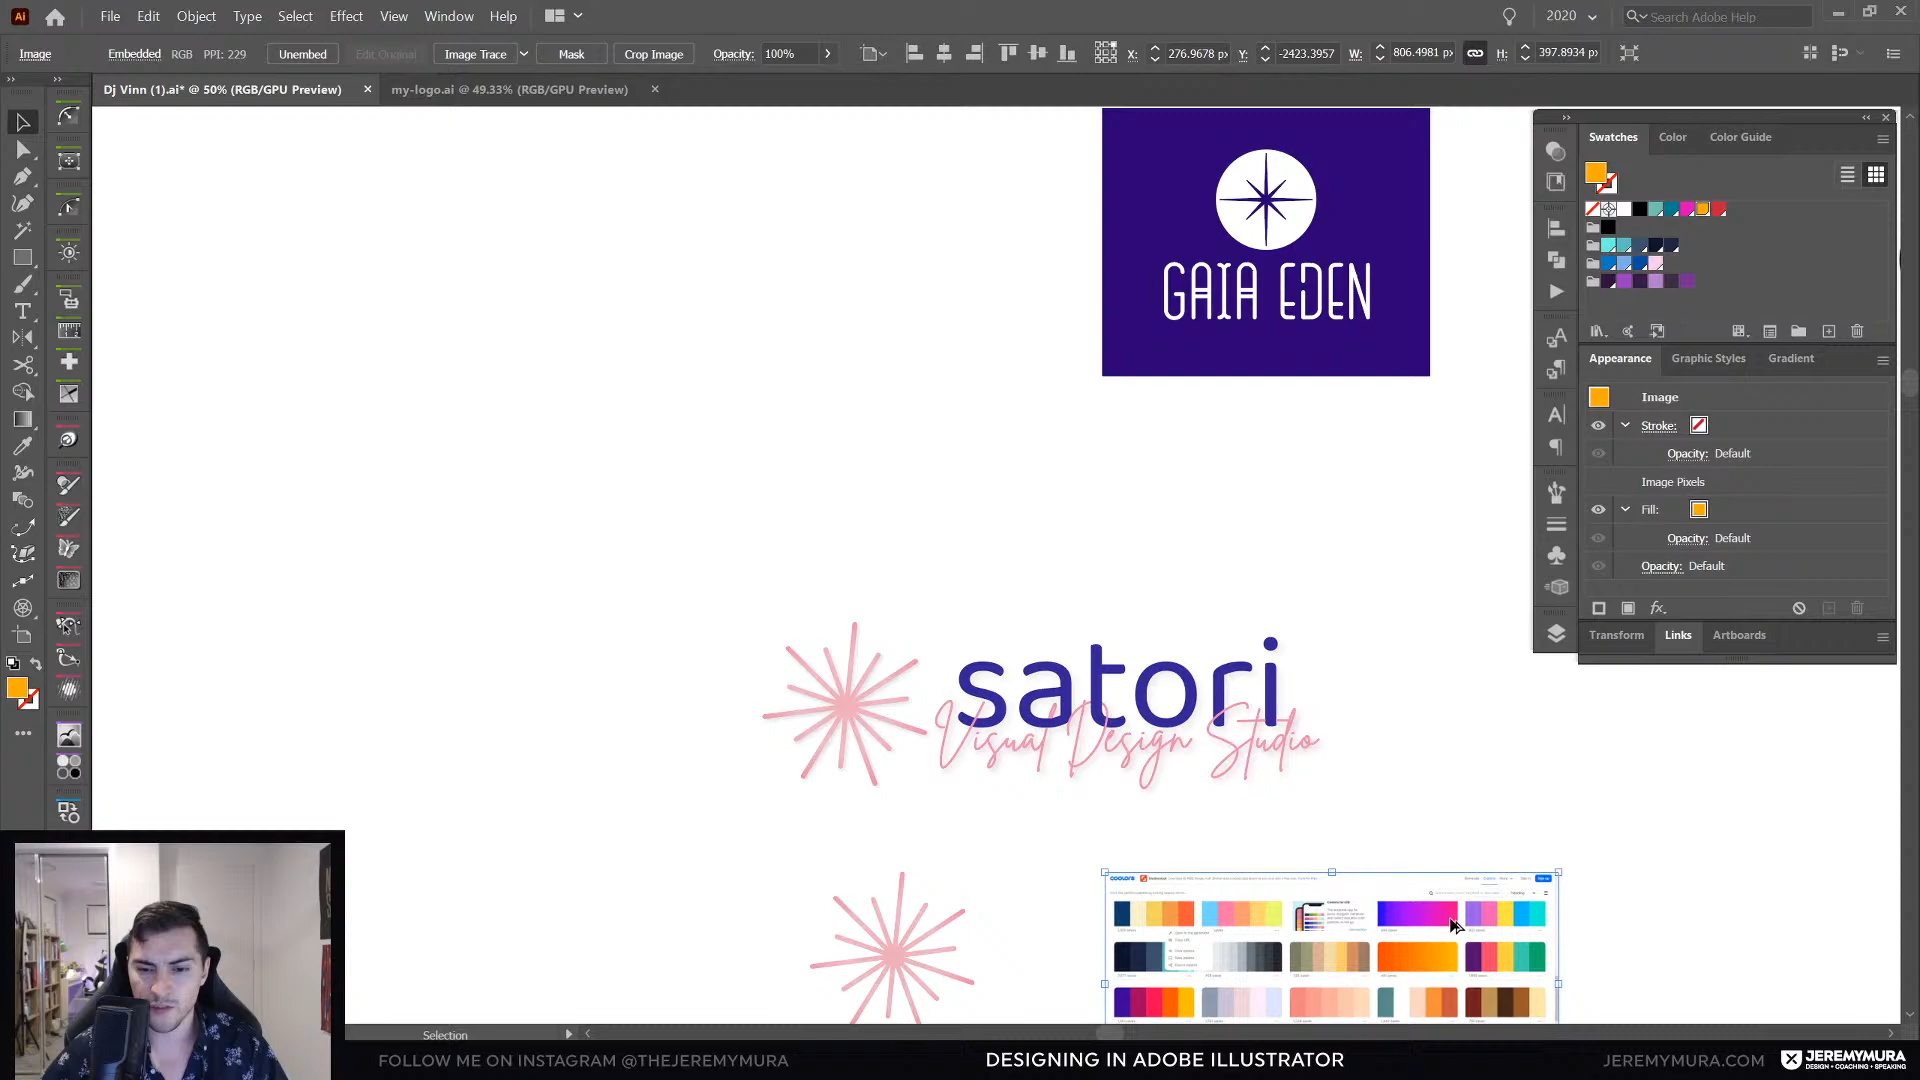 Ai File Edit Object Type Select Effect View Window Help 2020 Search Adobe Help
Image Embedded RGB PPI: 229 Unembed Edit Original Image Trace Mask Crop Image Opacity: 100% X: 276.9678 px Y: -2423.3957 W: 806.4981 px H: 397.8934 px
Dj Vinn (1).ai* @ 50% (RGB/GPU Preview) my-logo.ai @ 49.33% (RGB/GPU Preview)
Swatches Color Color Guide
GAIA EDEN
Appearance Graphic Styles Gradient
Image
Stroke:
Opacity: Default
Image Pixels
Fill:
Opacity: Default
Opacity: Default
fx
Transform Links Artboards
satori
Visual Design Studio
coolors
Selection
FOLLOW ME ON INSTAGRAM @THEJEREMYMURA
DESIGNING IN ADOBE ILLUSTRATOR
JEREMYMURA.COM
JEREMYMURA
DESIGN • COACHING • SPEAKING